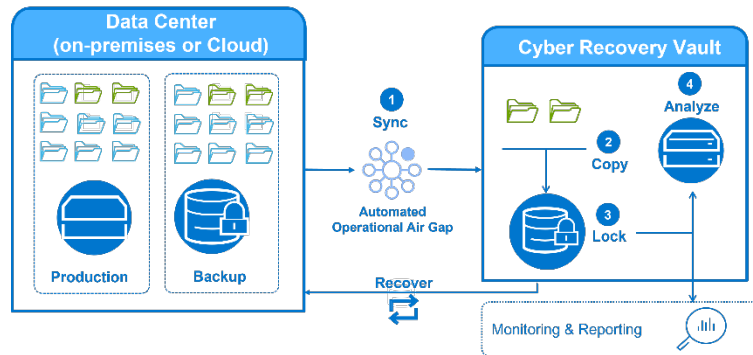 Data Center
(on-premises or Cloud)
Production
Backup
1
Sync
Automated
Operational Air Gap
Recover
Cyber Recovery Vault
2
Copy
3
Lock
4
Analyze
Monitoring & Reporting